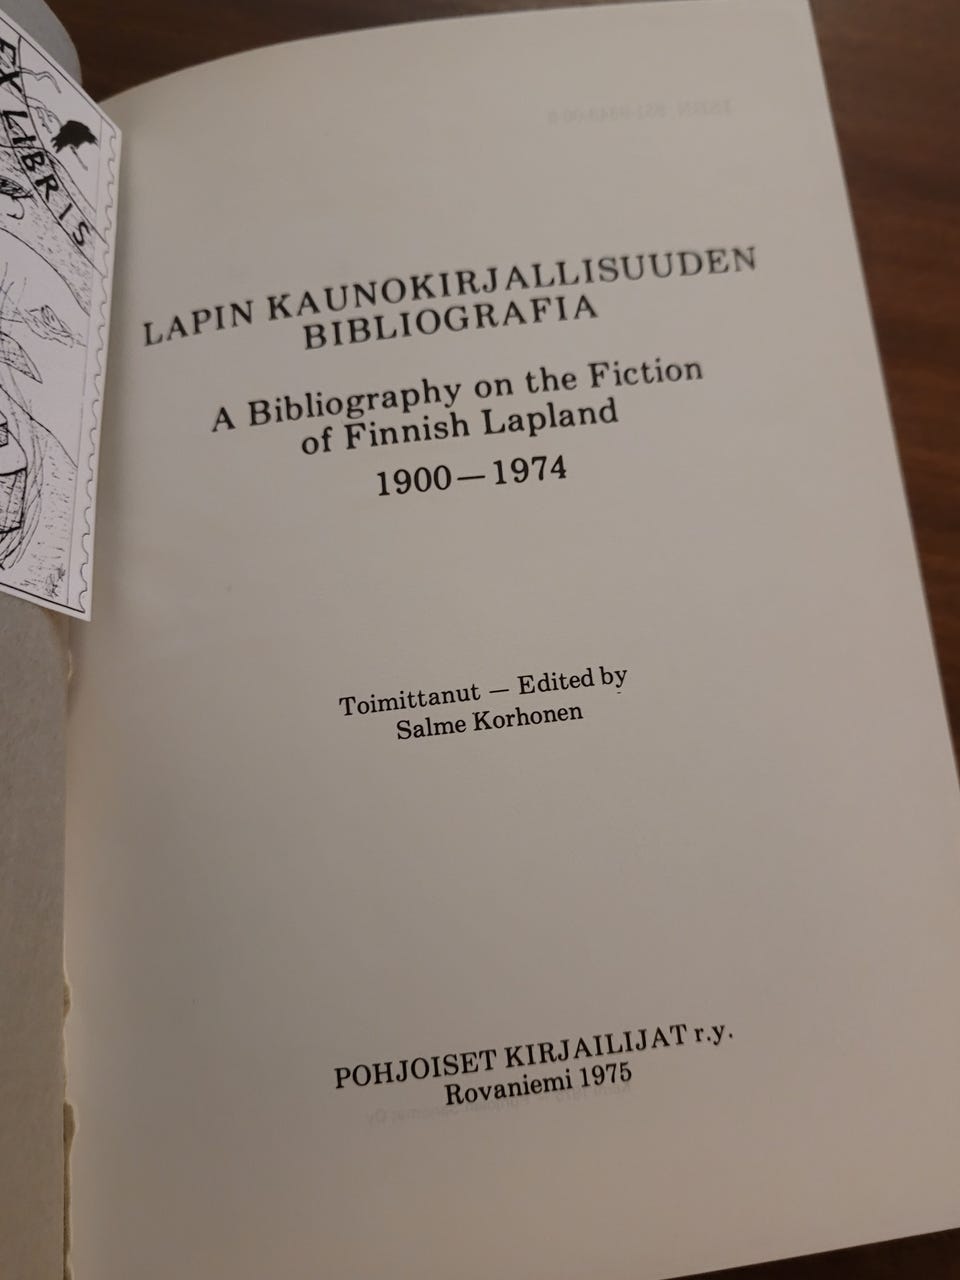 EX LIBRIS
LAPIN KAUNOKIRJALLISUUDEN
BIBLIOGRAFIA
A Bibliography on the Fiction
of Finnish Lapland
1900—1974
Toimittanut — Edited by
Salme Korhonen
POHJOISET KIRJAILIJAT r.y.
Rovaniemi 1975